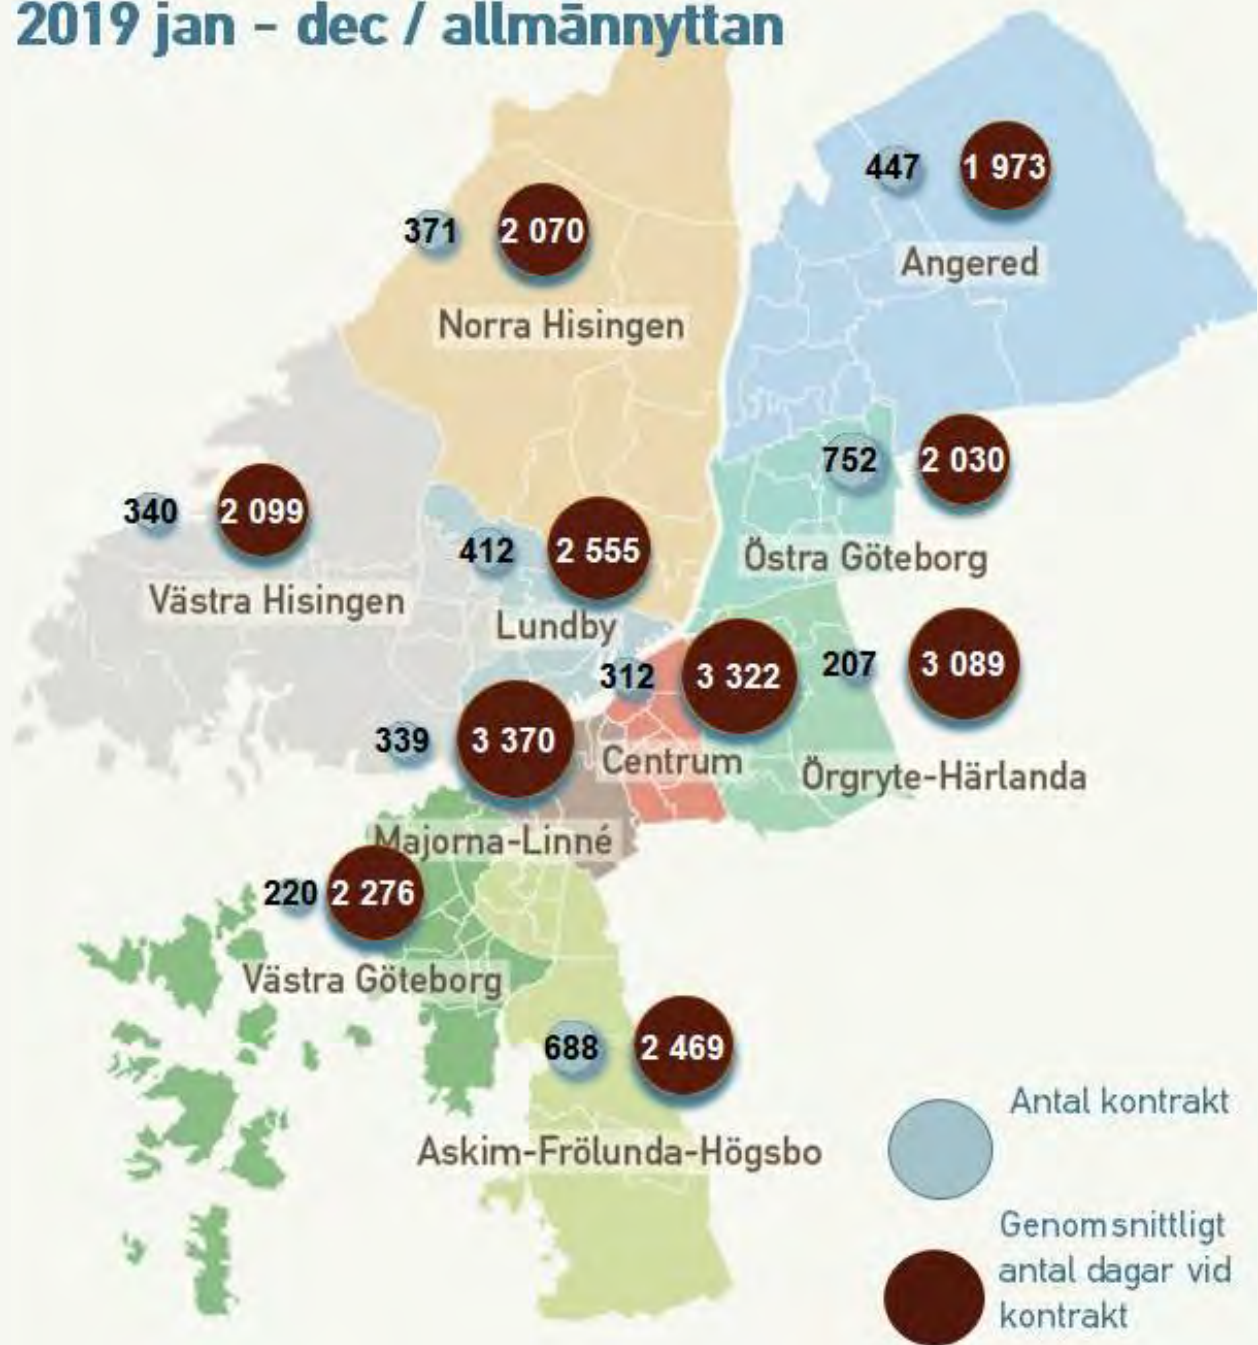 2019 jan - dec / allmännyttan
447 1 973
Angered
371 2 070
Norra Hisingen
752 2 030
Östra Göteborg
340 2 099
Västra Hisingen
412 2 555
Lundby
207 3 089
Örgryte-Härlanda
312 3 322
Centrum
339 3 370
Majorna-Linné
220 2 276
Västra Göteborg
688 2 469
Askim-Frölunda-Högsbo
Antal kontrakt
Genomsnittligt
antal dagar vid
kontrakt